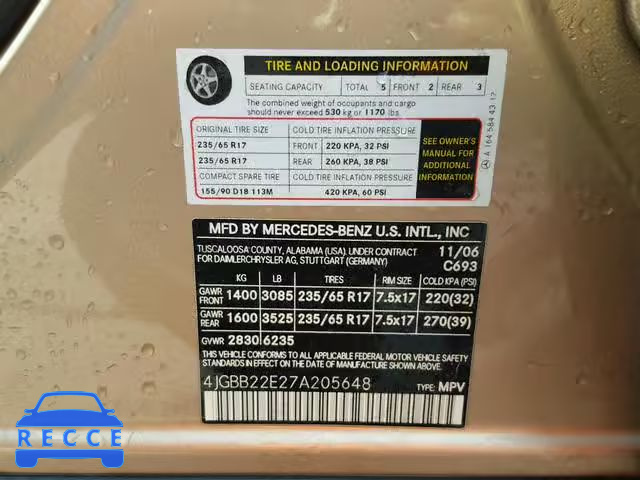 TIRE AND LOADING INFORMATION
SEATING CAPACITY TOTAL 5 FRONT 2 REAR 3
The combined weight of occupants and cargo
should never exceed 530 kg or 1170 lbs.
ORIGINAL TIRE SIZE COLD TIRE INFLATION PRESSURE
235/65 R17 FRONT 220 KPA, 32 PSI
235/65 R17 REAR 260 KPA, 38 PSI
COMPACT SPARE TIRE COLD TIRE INFLATION PRESSURE
155/90 D18 113M 420 KPA, 60 PSI
SEE OWNER'S
MANUAL FOR
ADDITIONAL
INFORMATION
A 164 584 43 17
MFD BY MERCEDES-BENZ U.S. INTL., INC
TUSCALOOSA COUNTY, ALABAMA (USA), UNDER CONTRACT 11/06
FOR DAIMLERCHRYSLER AG, STUTTGART (GERMANY) C693
KG LB TIRES RIM SIZE COLD KPA (PSI)
GAWR
FRONT 1400 3085 235/65 R17 7.5x17 220(32)
GAWR
REAR 1600 3525 235/65 R17 7.5x17 270(39)
GVWR 2830 6235
THIS VEHICLE CONFORMS TO ALL APPLICABLE FEDERAL MOTOR VEHICLE SAFETY
STANDARDS IN EFFECT ON THE DATE OF MANUFACTURE SHOWN ABOVE.
4JGBB22E27A205648 TYPE: MPV
RECCE